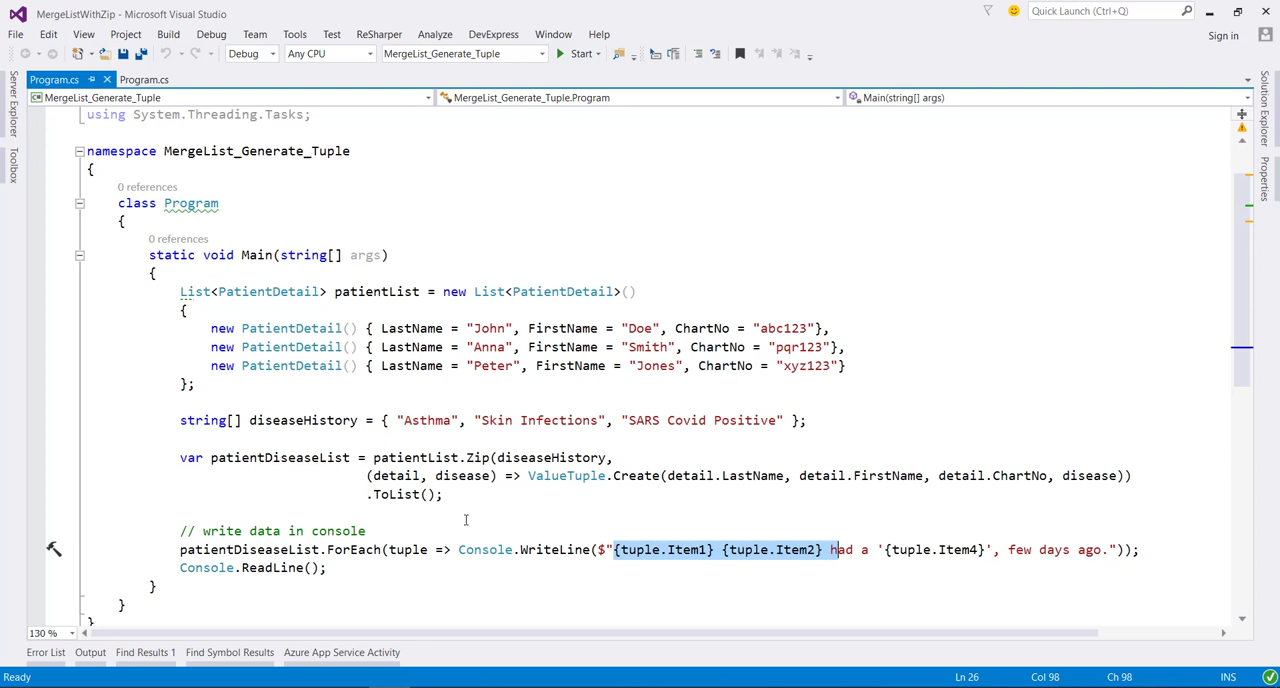 MergeListWithZip - Microsoft Visual Studio
Quick Launch (Ctrl+Q)
File Edit View Project Build Debug Team Tools Test ReSharper Analyze DevExpress Window Help
Sign in
Debug Any CPU MergeList_Generate_Tuple Start
Program.cs Program.cs
MergeList_Generate_Tuple MergeList_Generate_Tuple.Program Main(string[] args)
Server Explorer
Toolbox
Solution Explorer
Properties
using System.Threading.Tasks;
namespace MergeList_Generate_Tuple
{
0 references
class Program
{
0 references
static void Main(string[] args)
{
List<PatientDetail> patientList = new List<PatientDetail>()
{
new PatientDetail() { LastName = "John", FirstName = "Doe", ChartNo = "abc123"},
new PatientDetail() { LastName = "Anna", FirstName = "Smith", ChartNo = "pqr123"},
new PatientDetail() { LastName = "Peter", FirstName = "Jones", ChartNo = "xyz123"}
};
string[] diseaseHistory = { "Asthma", "Skin Infections", "SARS Covid Positive" };
var patientDiseaseList = patientList.Zip(diseaseHistory,
(detail, disease) => ValueTuple.Create(detail.LastName, detail.FirstName, detail.ChartNo, disease))
.ToList();
// write data in console
patientDiseaseList.ForEach(tuple => Console.WriteLine($"{tuple.Item1} {tuple.Item2} had a '{tuple.Item4}', few days ago."));
Console.ReadLine();
}
}
}
130 %
Error List Output Find Results 1 Find Symbol Results Azure App Service Activity
Ready Ln 26 Col 98 Ch 98 INS